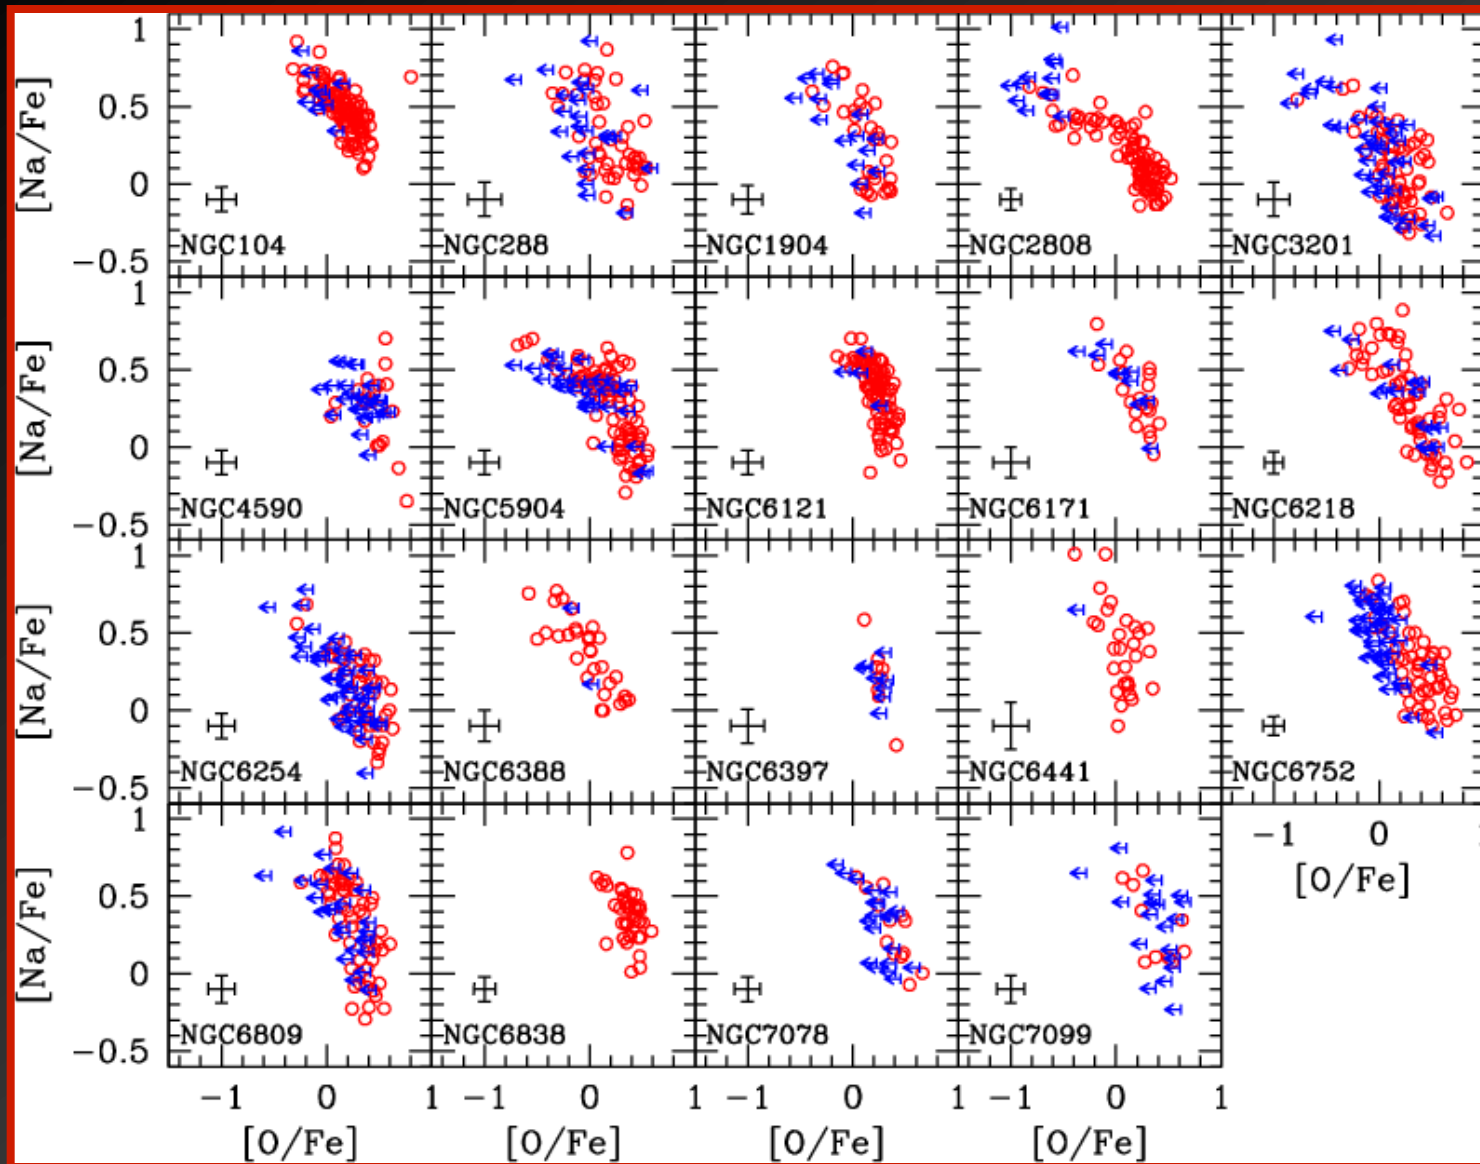 [Na/Fe] 1 0.5 0 -0.5 NGC104 NGC288 NGC1904 NGC2808 NGC3201
[Na/Fe] 1 0.5 0 -0.5 NGC4590 NGC5904 NGC6121 NGC6171 NGC6218
[Na/Fe] 1 0.5 0 -0.5 NGC6254 NGC6388 NGC6397 NGC6441 NGC6752
-1 0
[O/Fe]
[Na/Fe] 1 0.5 0 -0.5 NGC6809 NGC6838 NGC7078 NGC7099
-1 0 1 -1 0 1 -1 0 1 -1 0 1
[O/Fe] [O/Fe] [O/Fe] [O/Fe]